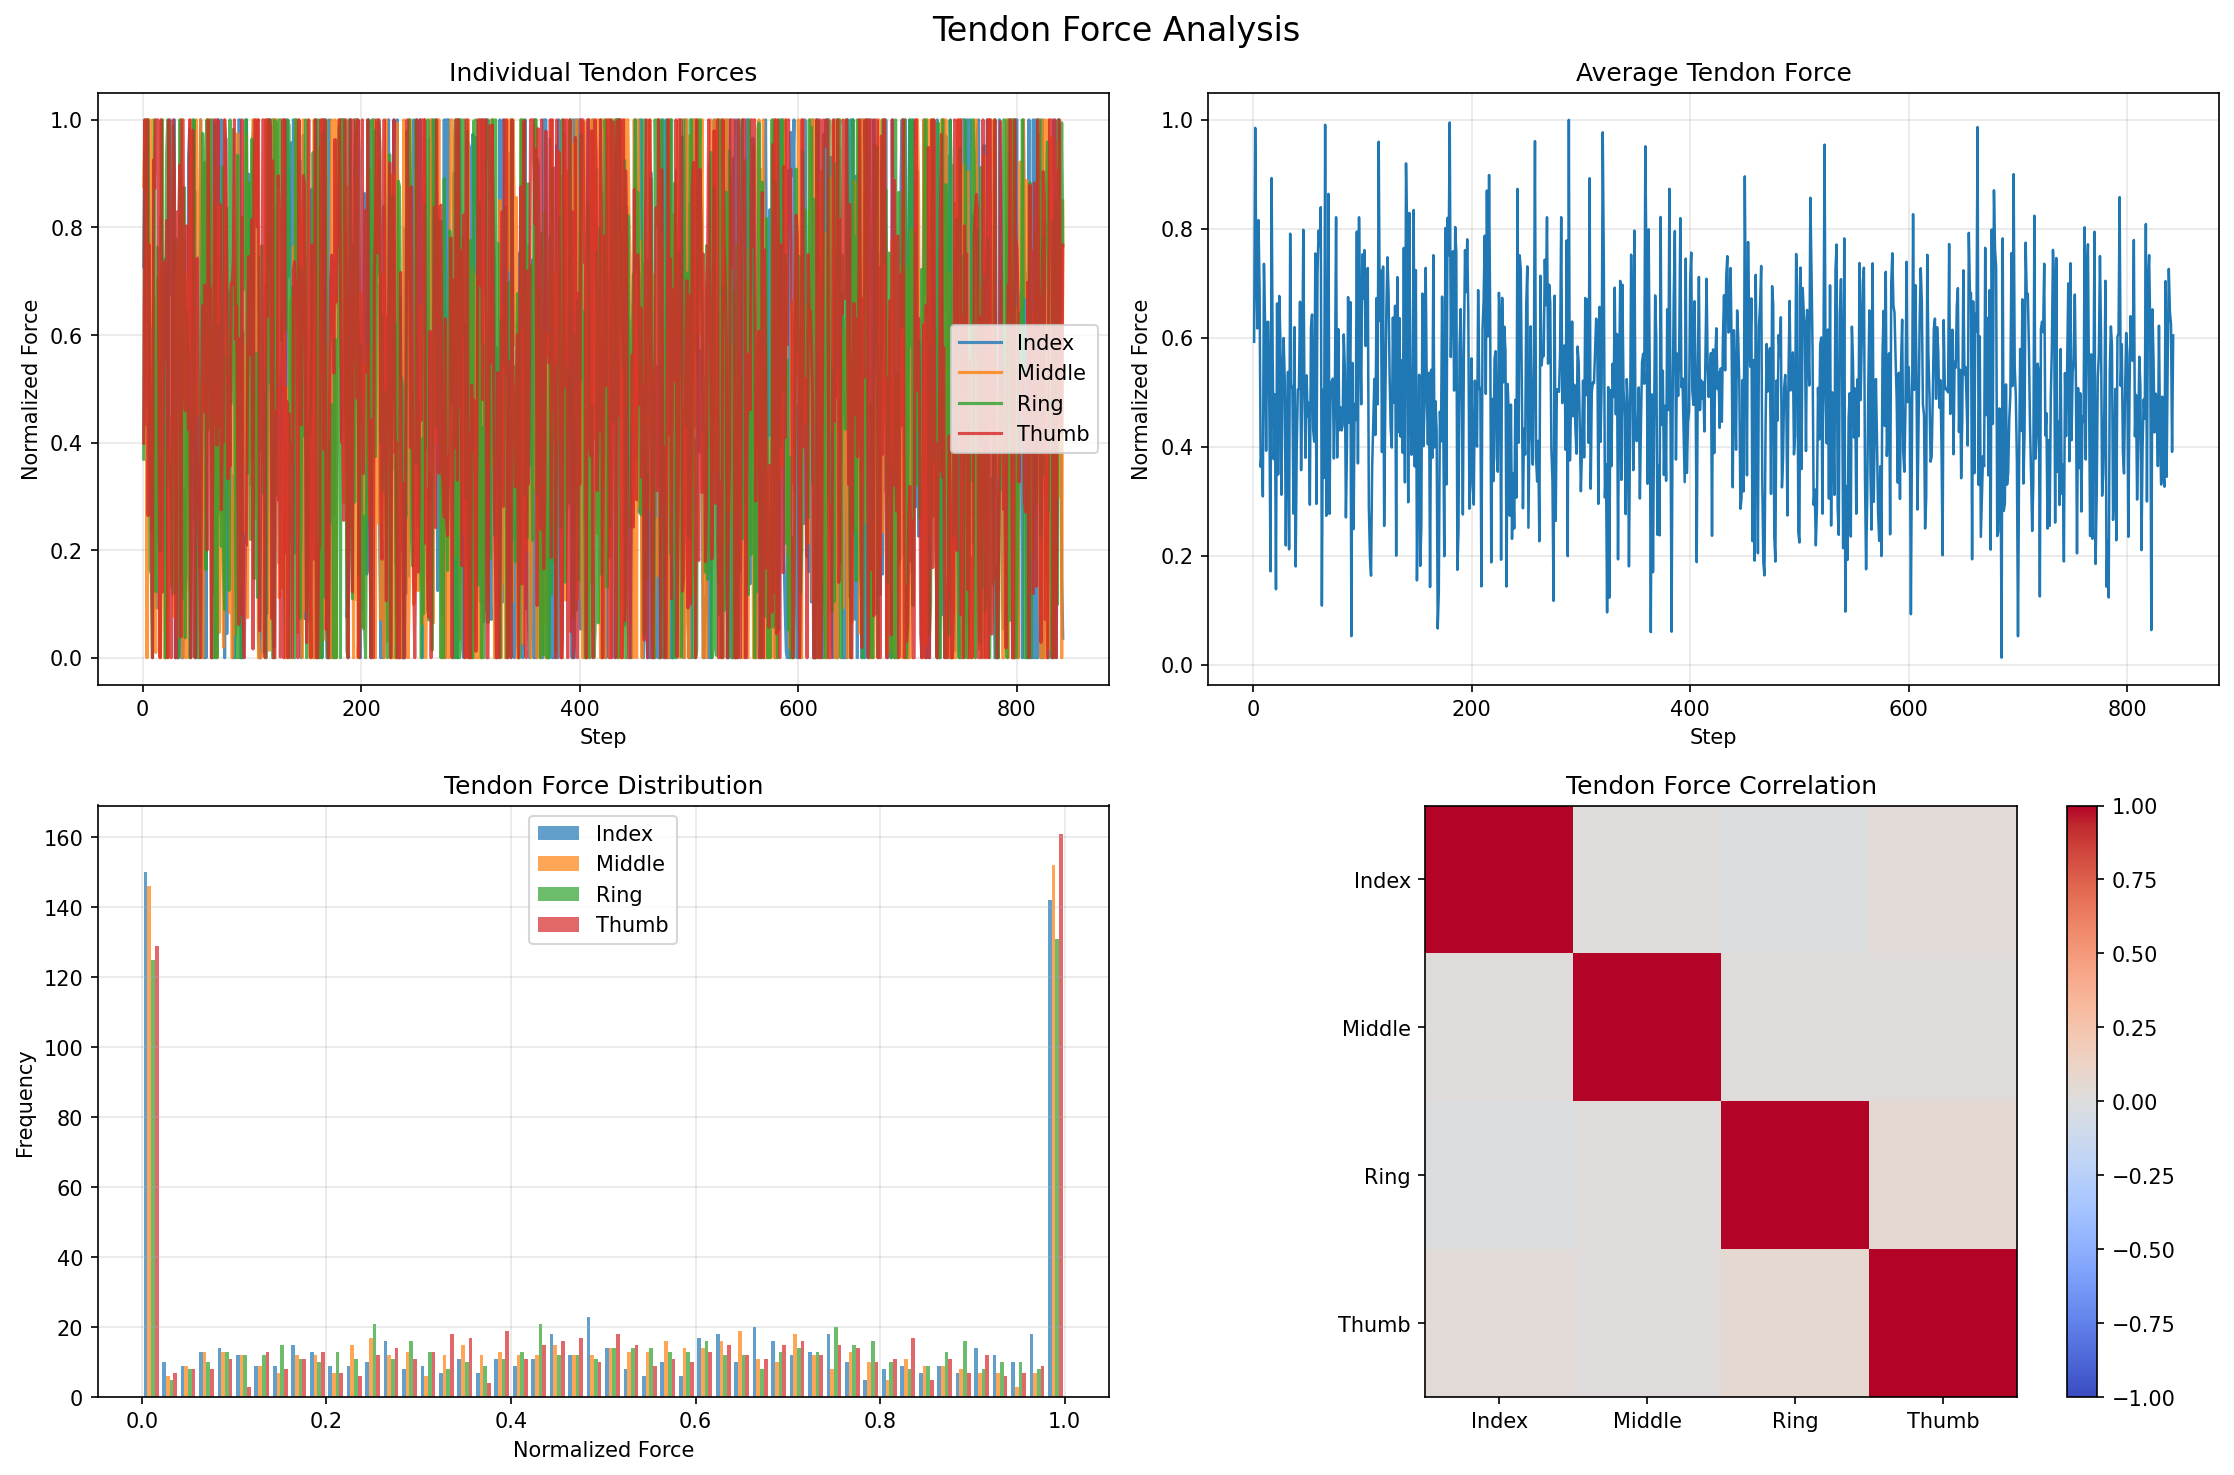 Tendon Force Analysis
Individual Tendon Forces
Normalized Force
1.0
0.8
0.6
0.4
0.2
0.0
Index
Middle
Ring
Thumb
0 200 400 600 800
Step
Average Tendon Force
Normalized Force
1.0
0.8
0.6
0.4
0.2
0.0
0 200 400 600 800
Step
Tendon Force Distribution
Frequency
160
140
120
100
80
60
40
20
0
Index
Middle
Ring
Thumb
0.0 0.2 0.4 0.6 0.8 1.0
Normalized Force
Tendon Force Correlation
Index
Middle
Ring
Thumb
Index Middle Ring Thumb
1.00
0.75
0.50
0.25
0.00
−0.25
−0.50
−0.75
−1.00